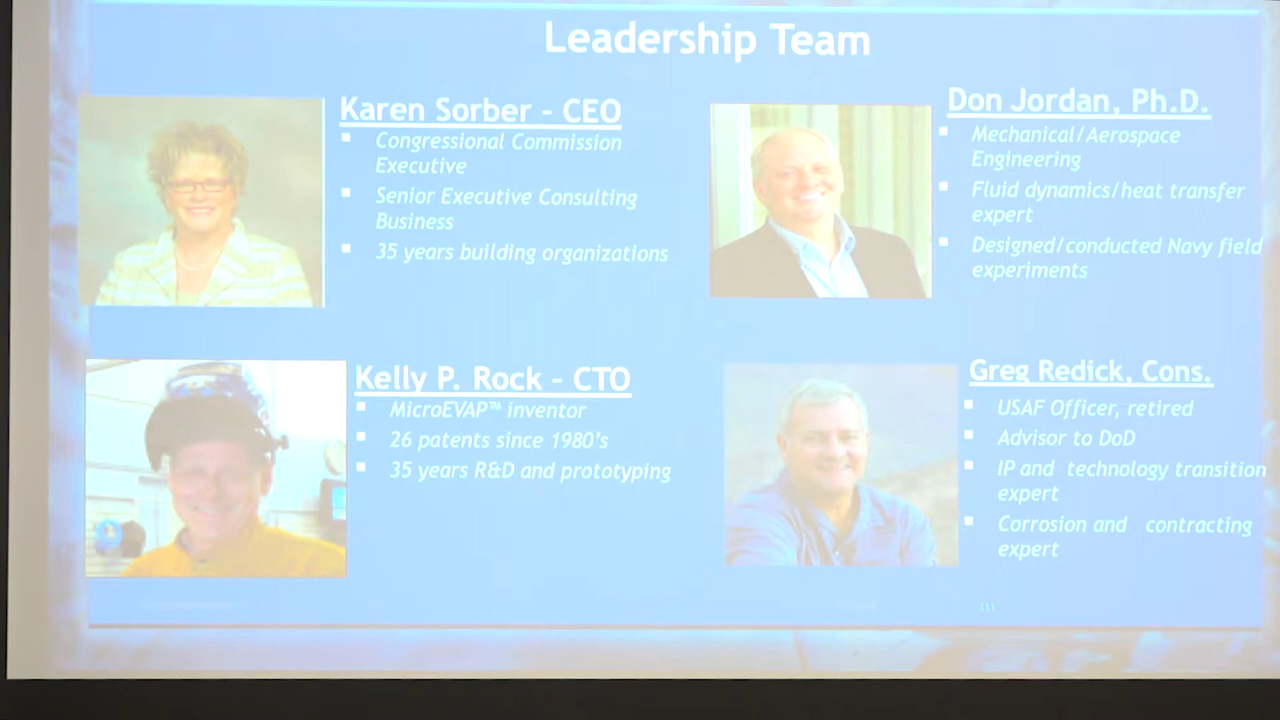 Leadership Team
Karen Sorber - CEO
▪ Congressional Commission
Executive
▪ Senior Executive Consulting
Business
▪ 35 years building organizations
Don Jordan, Ph.D.
▪ Mechanical/Aerospace
Engineering
▪ Fluid dynamics/heat transfer
expert
▪ Designed/conducted Navy field
experiments
Kelly P. Rock - CTO
▪ MicroEVAP™ inventor
▪ 26 patents since 1980's
▪ 35 years R&D and prototyping
Greg Redick, Cons.
▪ USAF Officer, retired
▪ Advisor to DoD
▪ IP and technology transition
expert
▪ Corrosion and contracting
expert